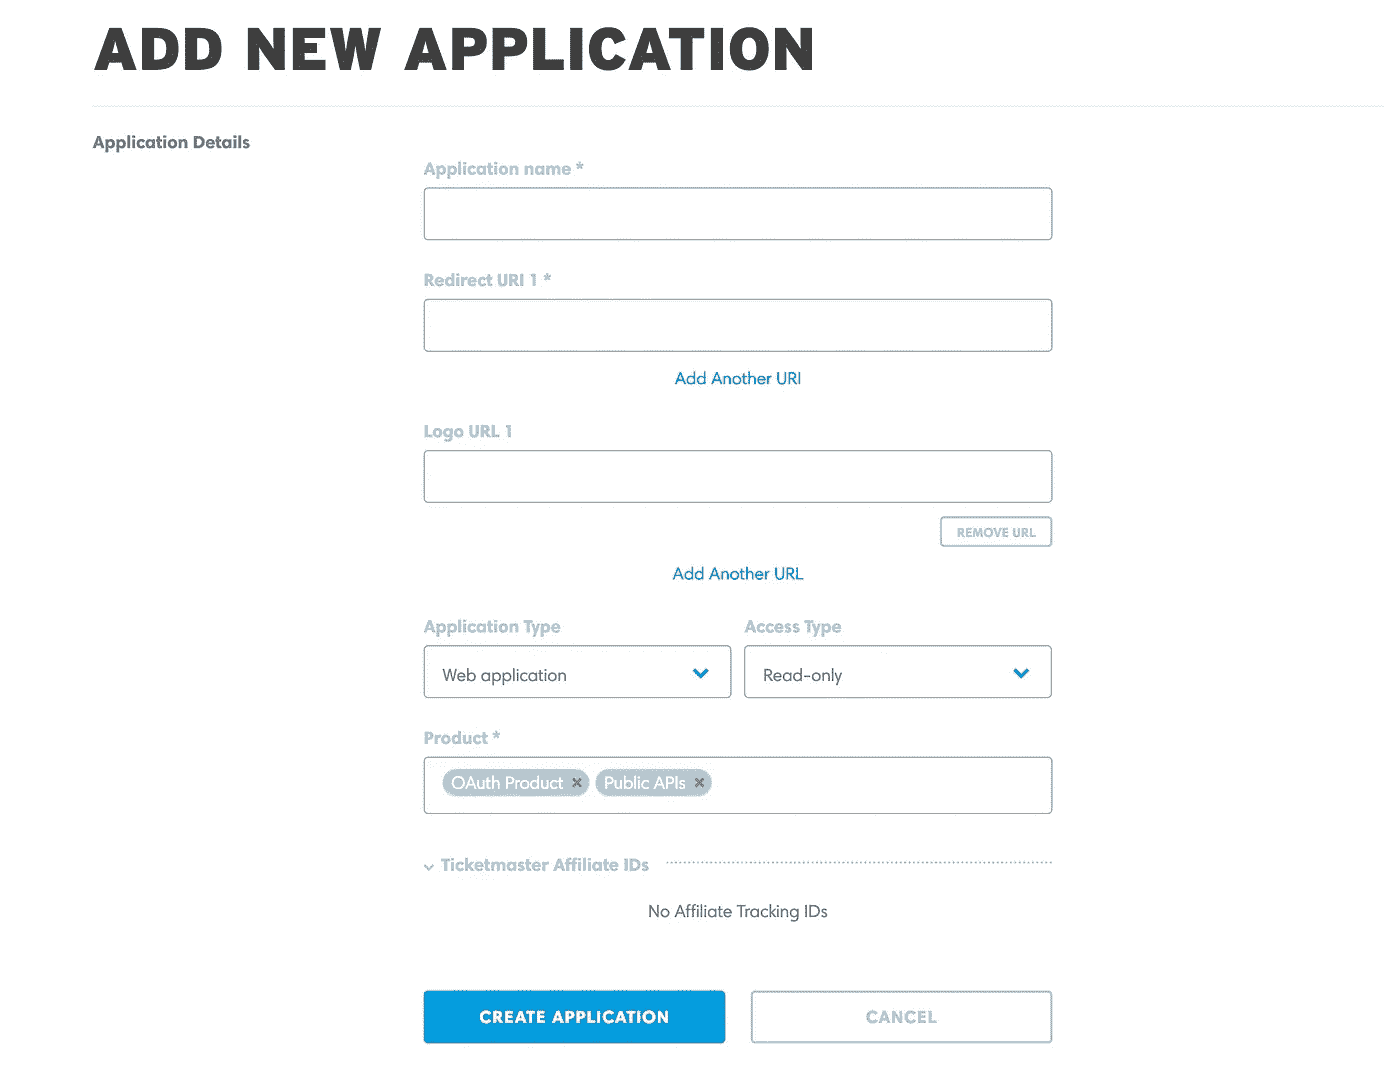 ADD NEW APPLICATION
Application Details
Application name *
Redirect URI 1 *
Add Another URI
Logo URL 1
REMOVE URL
Add Another URL
Application Type Access Type
Web application Read-only
Product *
OAuth Product × Public APIs ×
Ticketmaster Affiliate IDs
No Affiliate Tracking IDs
CREATE APPLICATION CANCEL